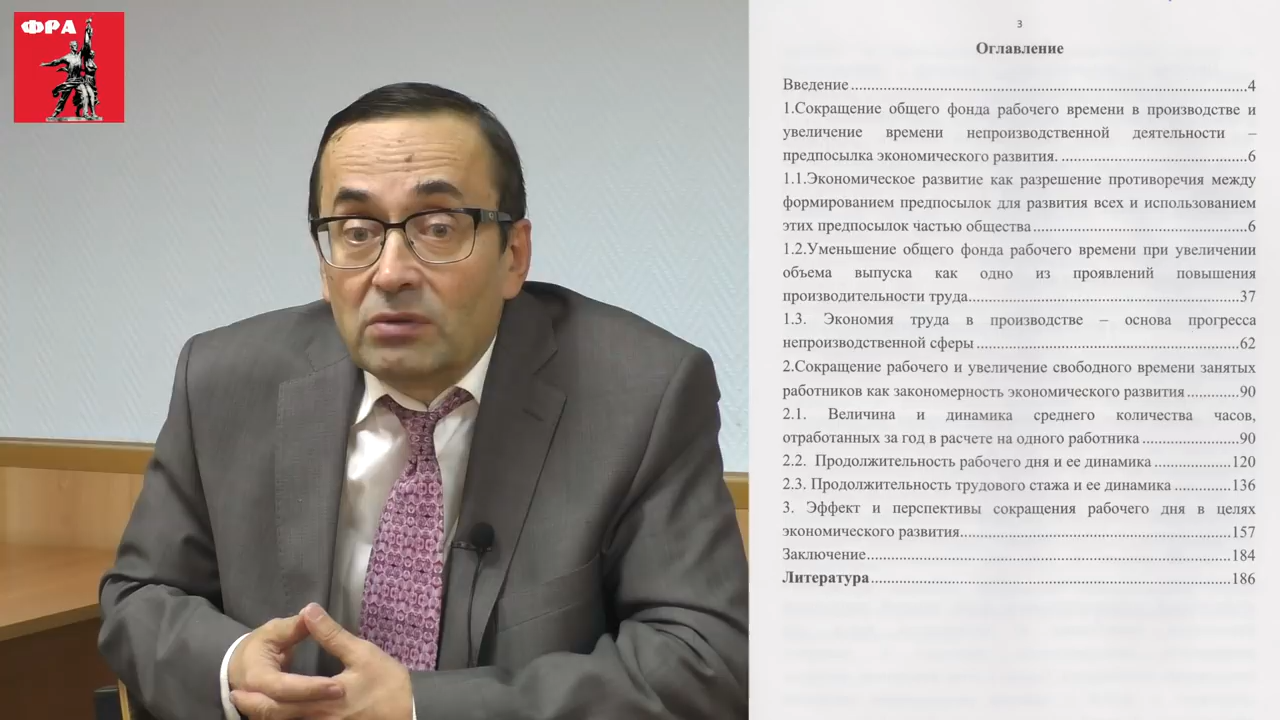 ФРА
3
Оглавление
Введение....................................................................................................4
1.Сокращение общего фонда рабочего времени в производстве и
увеличение времени непроизводственной деятельности –
предпосылка экономического развития. ...............................................6
1.1.Экономическое развитие как разрешение противоречия между
формированием предпосылок для развития всех и использованием
этих предпосылок частью общества......................................................6
1.2.Уменьшение общего фонда рабочего времени при увеличении
объема выпуска как одно из проявлений повышения
производительности труда....................................................................37
1.3. Экономия труда в производстве – основа прогресса
непроизводственной сферы ..................................................................62
2.Сокращение рабочего и увеличение свободного времени занятых
работников как закономерность экономического развития.............90
2.1. Величина и динамика среднего количества часов,
отработанных за год в расчете на одного работника ........................90
2.2. Продолжительность рабочего дня и ее динамика ....................120
2.3. Продолжительность трудового стажа и ее динамика ..............136
3. Эффект и перспективы сокращения рабочего дня в целях
экономического развития....................................................................157
Заключение............................................................................................184
Литература...........................................................................................186